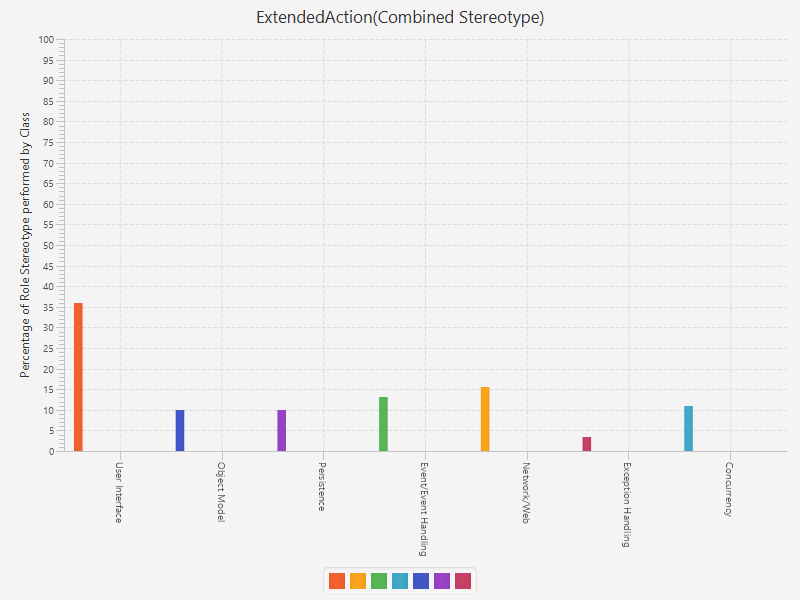 ExtendedAction(Combined Stereotype)
Percentage of Role Stereotype performed by Class
100
95
90
85
80
75
70
65
60
55
50
45
40
35
30
25
20
15
10
5
0
User Interface
Object Model
Persistence
Event/Event Handling
Network/Web
Exception Handling
Concurrency